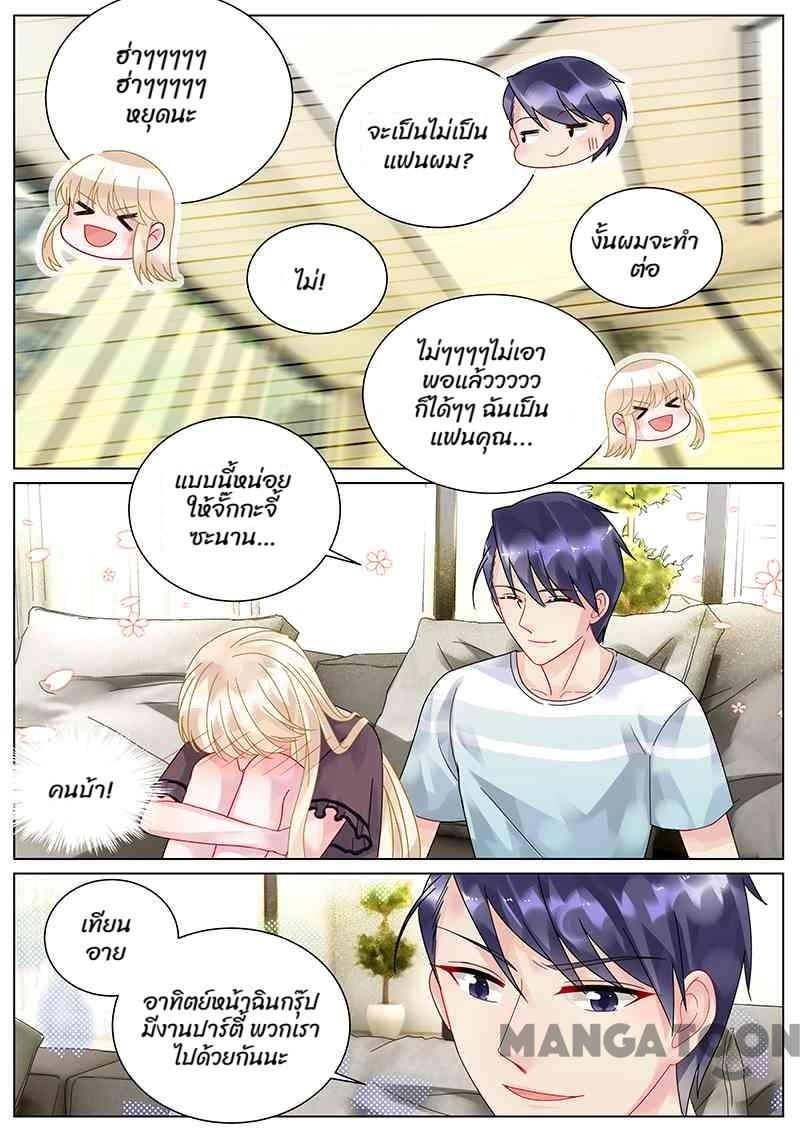 ฮ่าๆๆๆๆๆ
ฮ่าๆๆๆๆๆ
หยุดนะ
จะเป็นไม่เป็น
แฟนผม?
ไม่!
งั้นผมจะทำ
ต่อ
ไม่ๆๆๆๆไม่เอา
พอแล้ววววว
ก็ได้ๆๆ ฉันเป็น
แฟนคุณ...
แบบนี้หน่อย
ให้จั๊กกะจี้
ซะนาน...
คนบ้า!
เทียน
อาย
อาทิตย์หน้าฉินกรุ๊ป
มีงานปาร์ตี้ พวกเรา
ไปด้วยกันนะ
MANGATOON